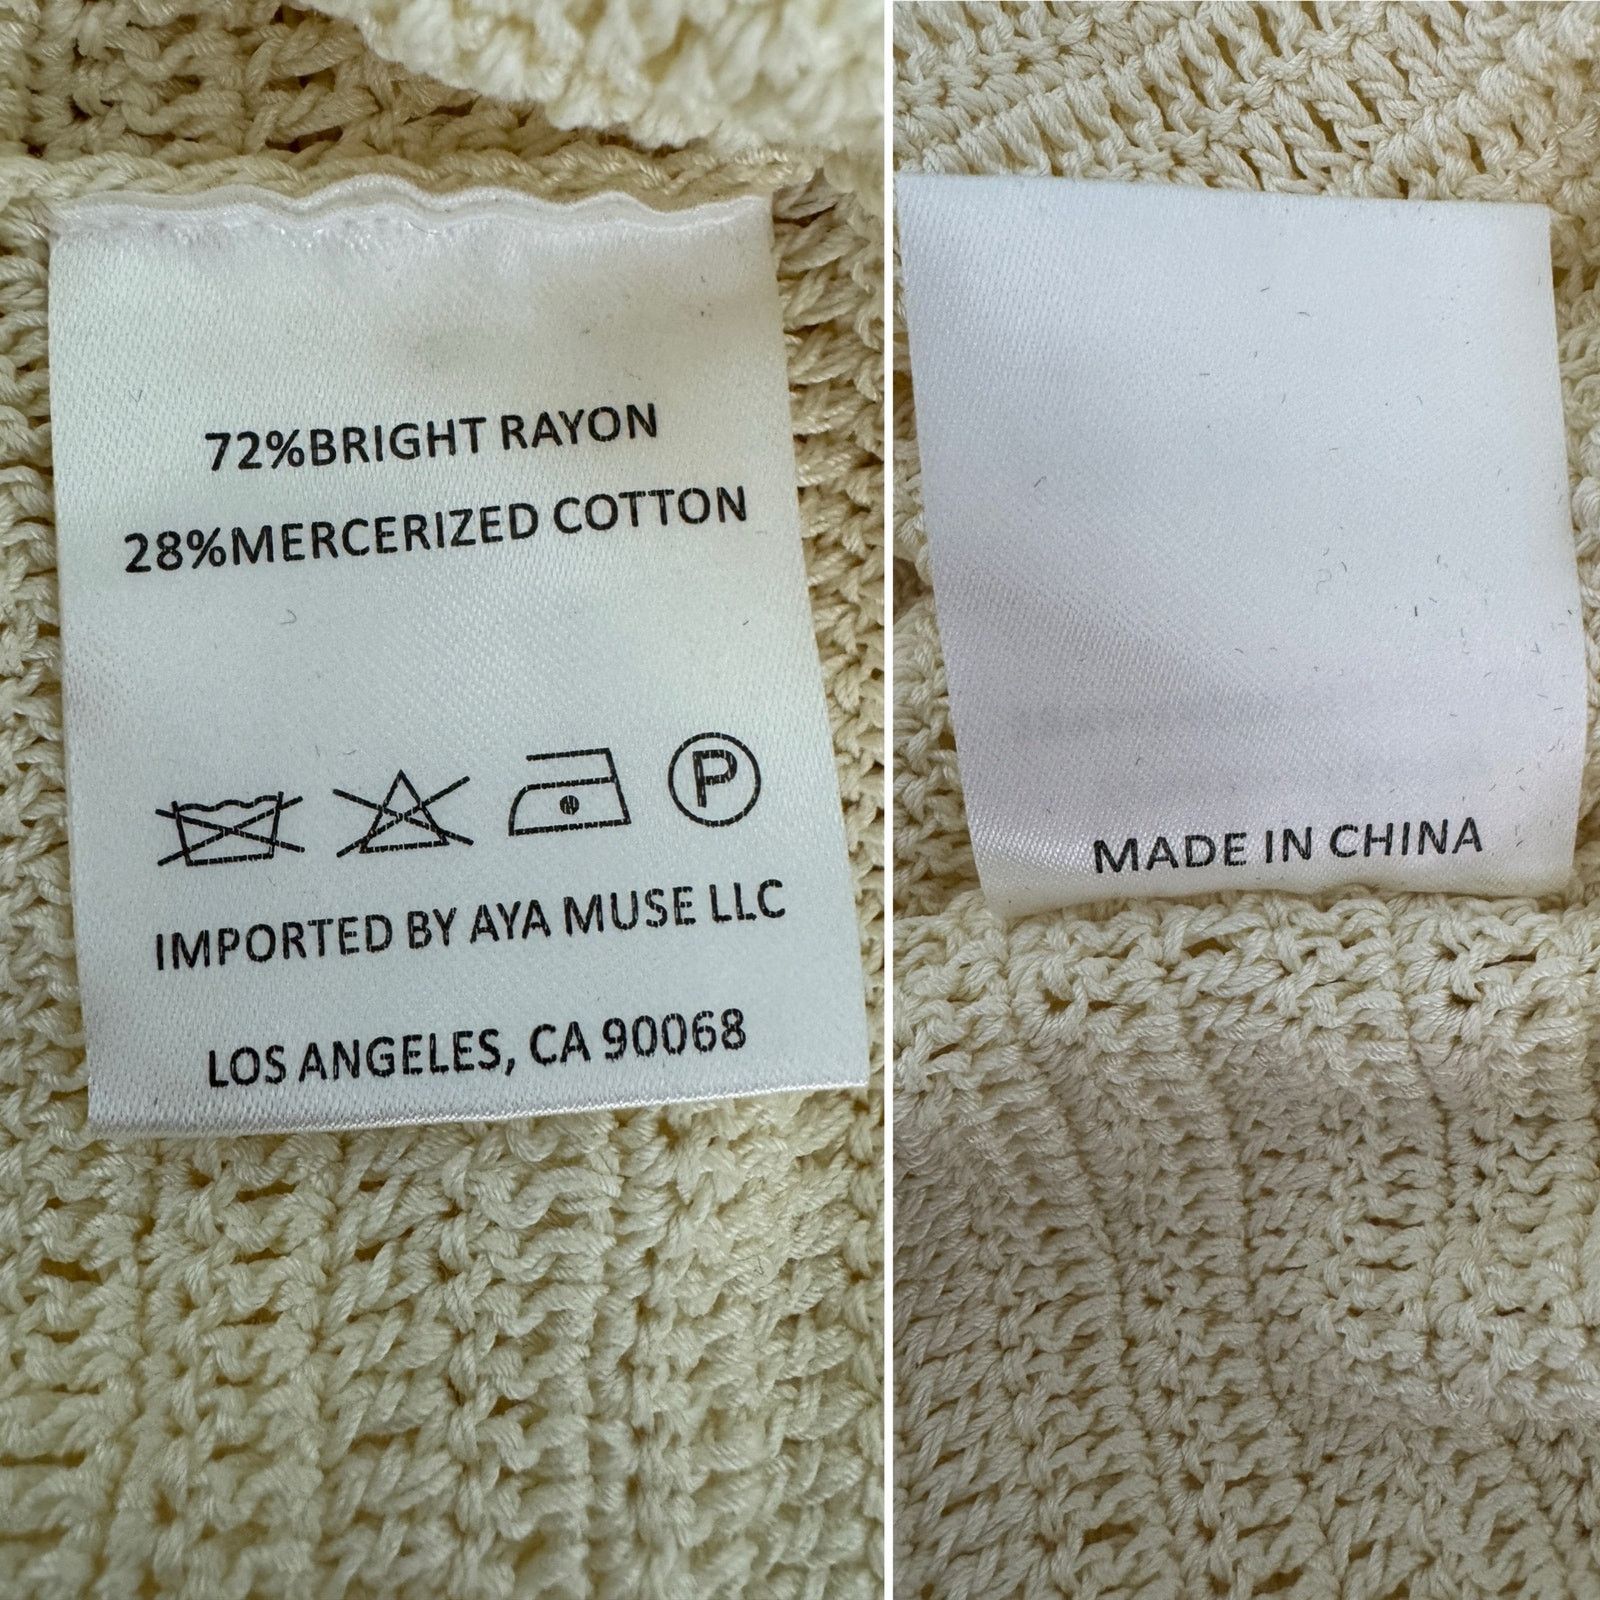 72%BRIGHT RAYON
28%MERCERIZED COTTON
P
IMPORTED BY AYA MUSE LLC
LOS ANGELES, CA 90068
MADE IN CHINA